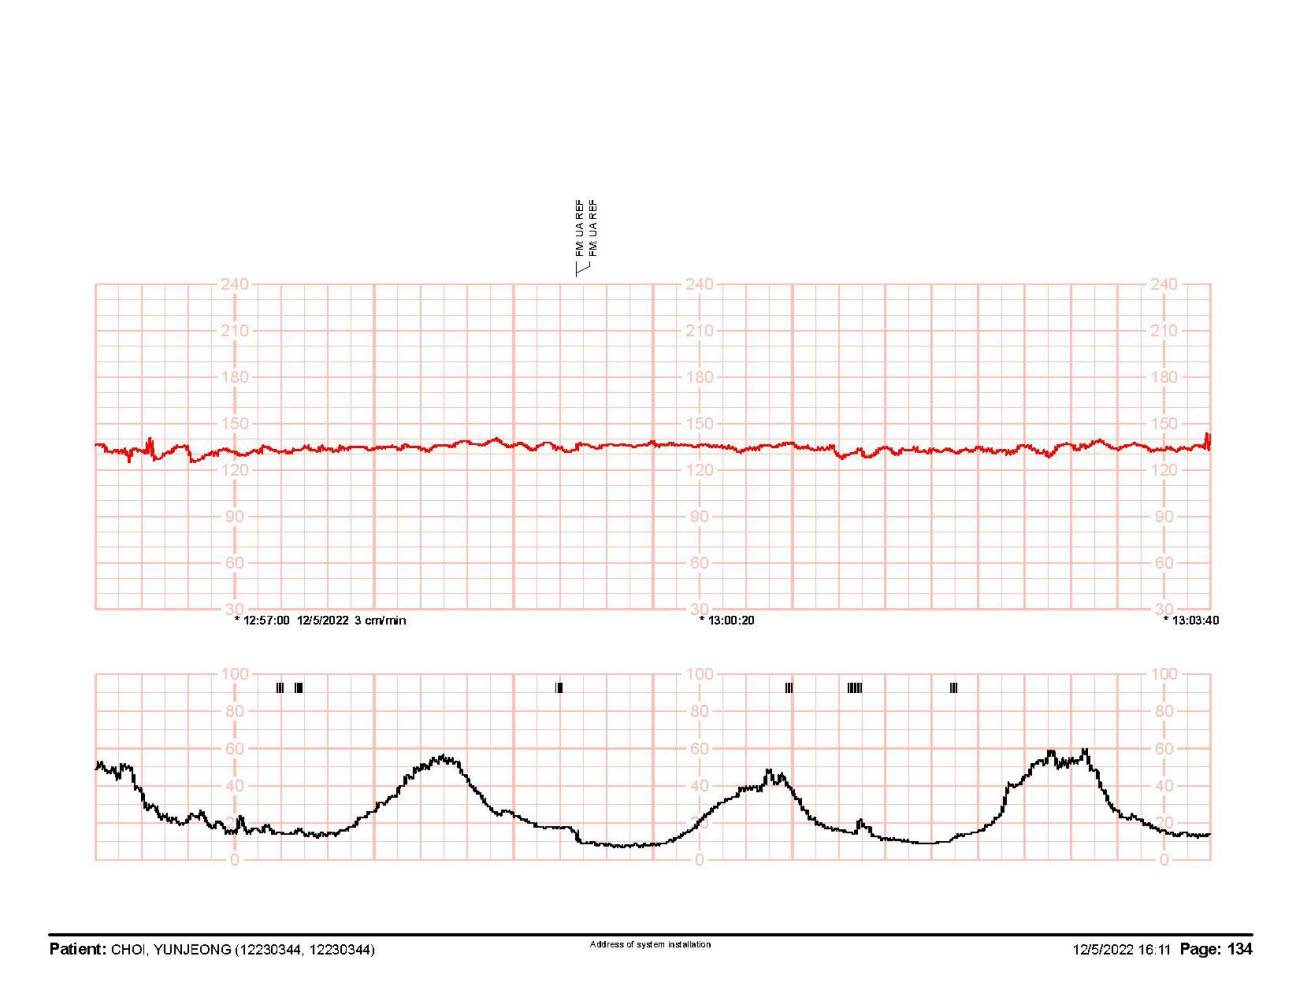 FM: UA REF
FM: UA REF
240 240 240
210 210 210
180 180 180
150 150 150
120 120 120
90 90 90
60 60 60
30 30 30
* 12:57:00 12/5/2022 3 cm/min * 13:00:20 * 13:03:40
100 100 100
80 80 80
60 60 60
40 40 40
20 20 20
0 0 0
Patient: CHOI, YUNJEONG (12230344, 12230344) Address of system installation 12/5/2022 16:11 Page: 134